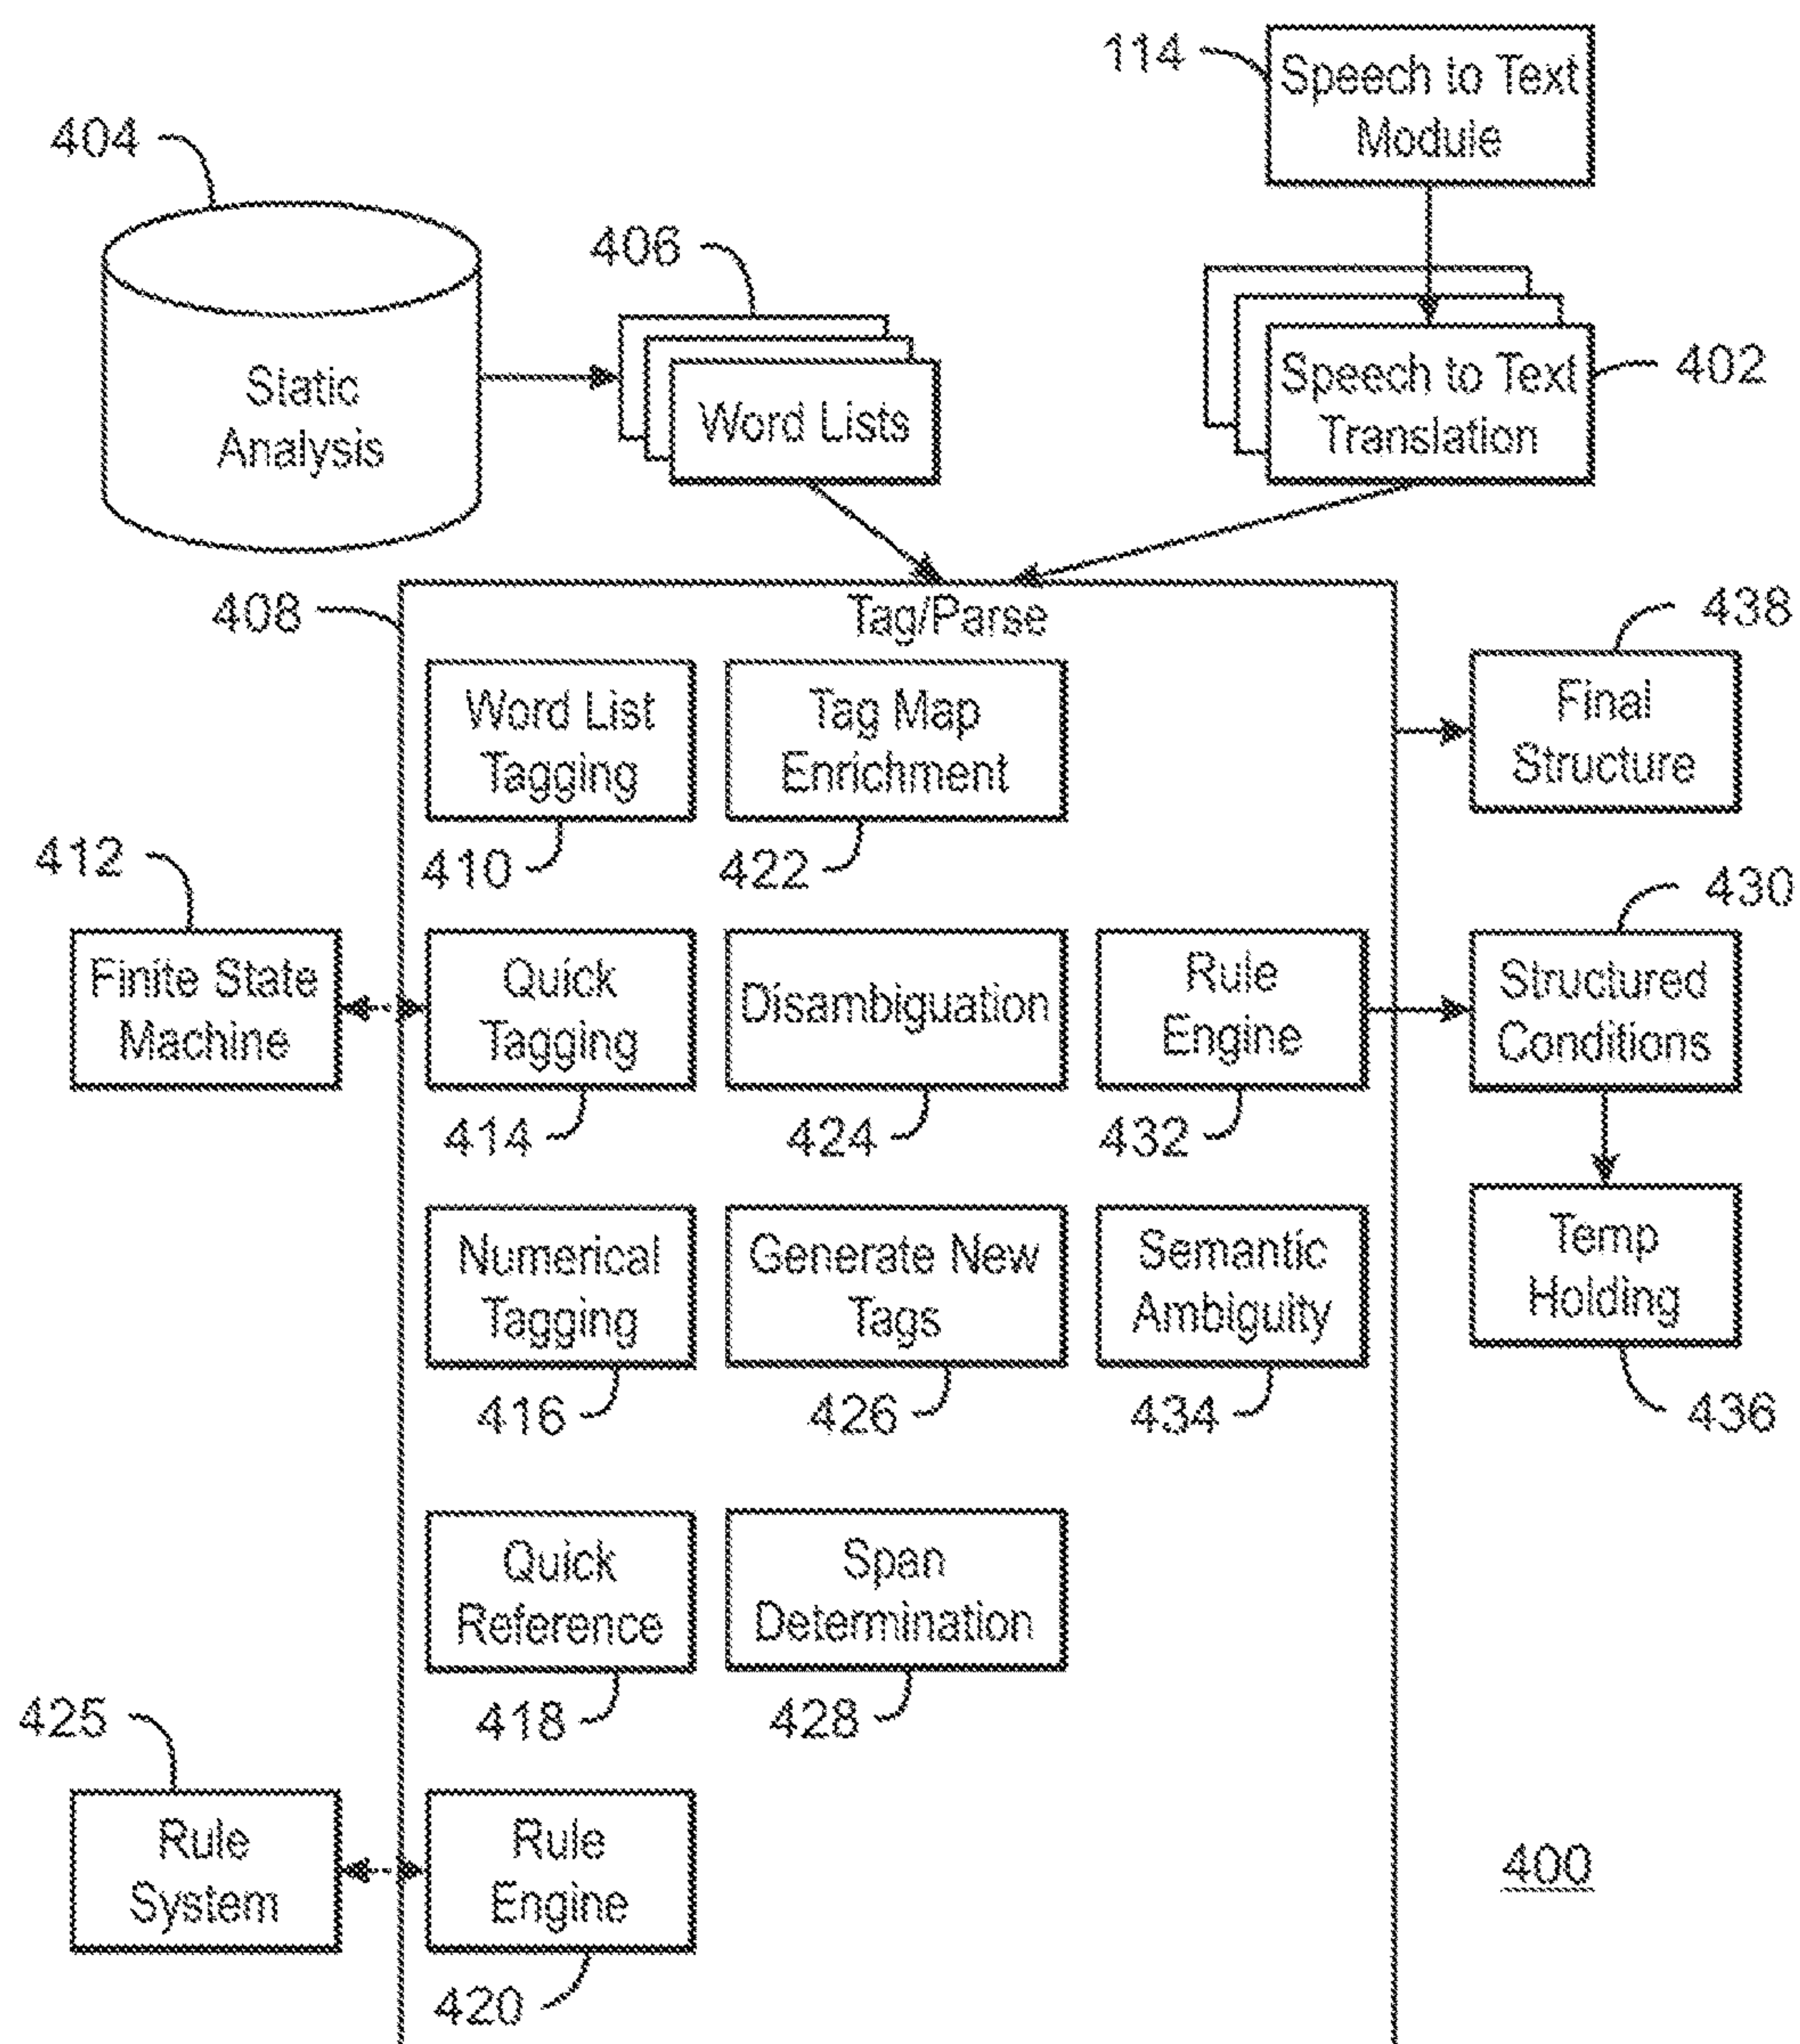 114
Speech to Text
Module
404
406
Static
Analysis
Word Lists
Speech to Text
Translation
402
408
Tag/Parse
438
Word List
Tagging
Tag Map
Enrichment
Final
Structure
410
422
412
430
Finite State
Machine
Quick
Tagging
Disambiguation
Rule
Engine
Structured
Conditions
414
424
432
Numerical
Tagging
Generate New
Tags
Semantic
Ambiguity
Temp
Holding
416
426
434
436
Quick
Reference
Span
Determination
418
428
425
Rule
System
Rule
Engine
400
420